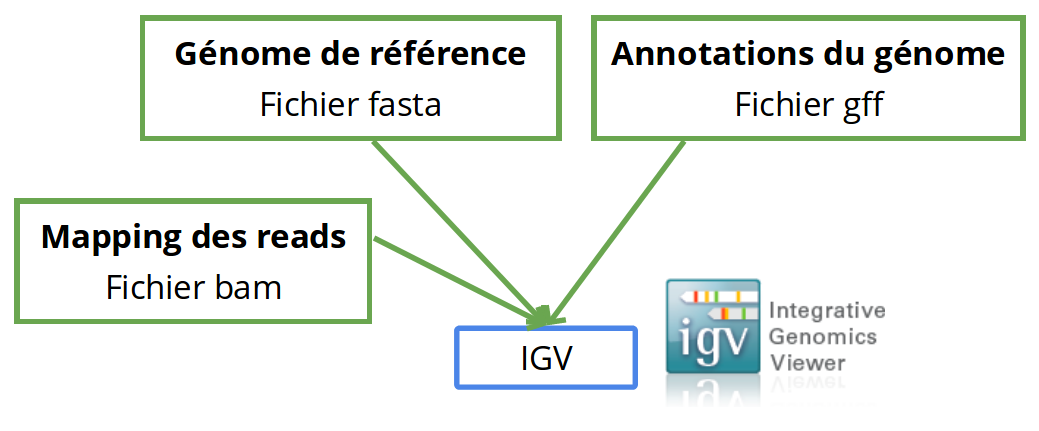 Génome de référence
Fichier fasta
Annotations du génome
Fichier gff
Mapping des reads
Fichier bam
IGV
igv
Integrative
Genomics
Viewer